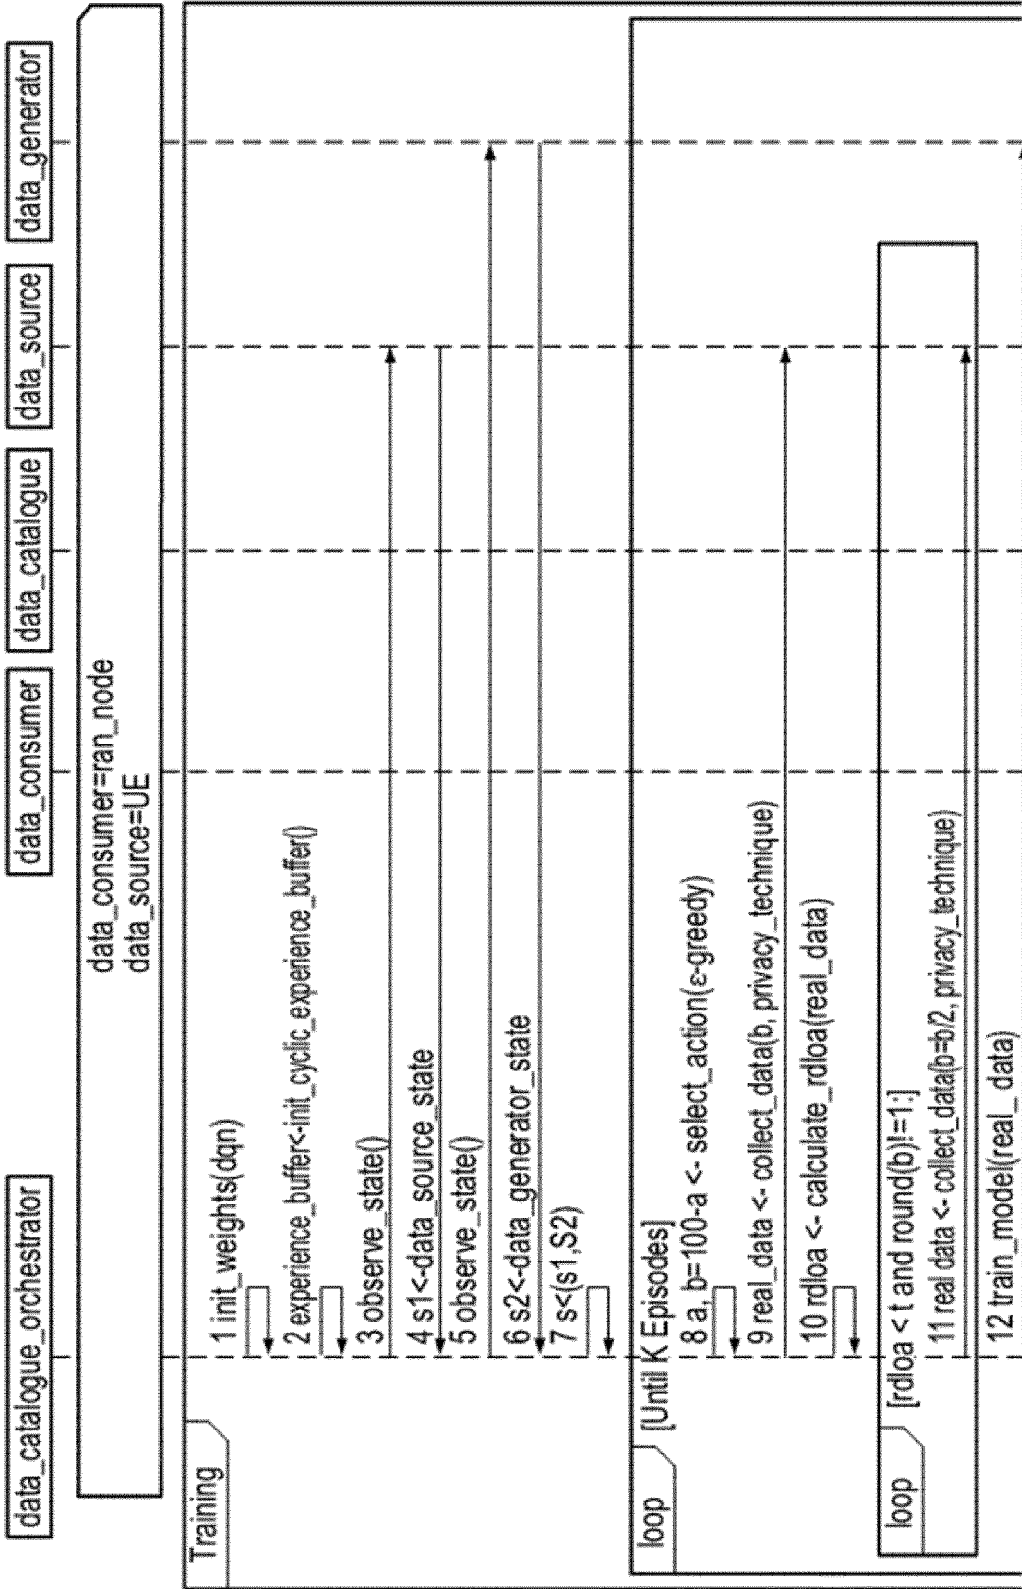 data_catalogue_orchestrator
data_consumer
data_catalogue
data_source
data_generator
data_consumer=ran_node
data_source=UE
Training
1 init_weights(dqn)
2 experience_buffer<-init_cyclic_experience_buffer()
3 observe_state()
4 s1<-data_source_state
5 observe_state()
6 s2<-data_generator_state
7 s<(s1,S2)
loop
[Until K Episodes]
8 a, b=100-a <- select_action(ε-greedy)
9 real_data <- collect_data(b, privacy_technique)
10 rdloa <- calculate_rdloa(real_data)
loop
[rdloa < t and round(b)!=1:]
11 real data <- collect_data(b=b/2, privacy_technique)
12 train_model(real_ data)